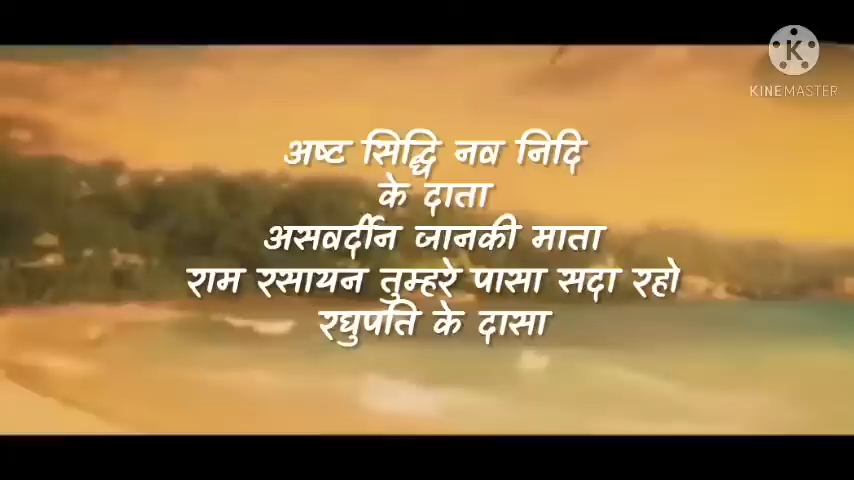 KINEMASTER
अष्ट सिद्धि नव निदि
के दाता
असवर्दीन जानकी माता
राम रसायन तुम्हरे पासा सदा रहो
रघुपति के दासा